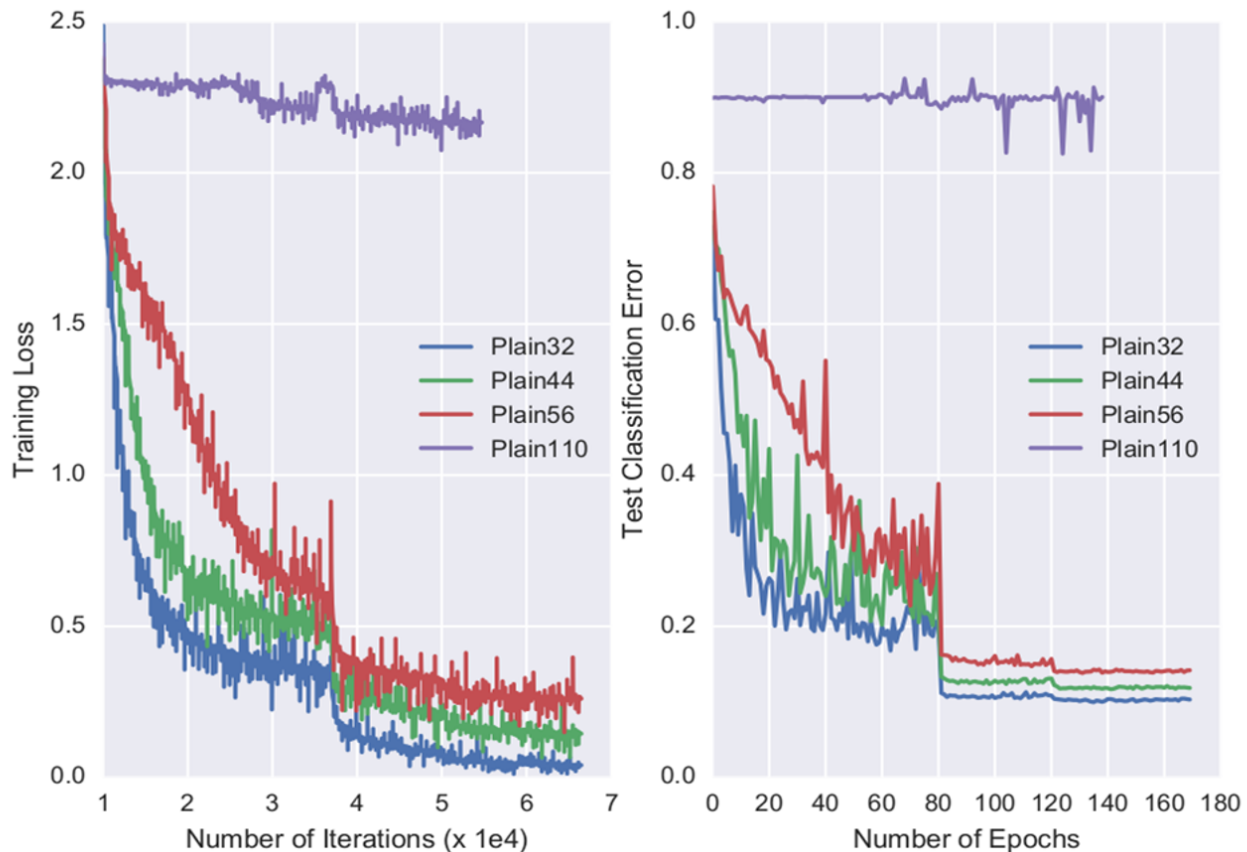 2.5
2.0
1.5
1.0
0.5
0.0
Training Loss
Plain32
Plain44
Plain56
Plain110
1 2 3 4 5 6 7
Number of Iterations (x 1e4)
1.0
0.8
0.6
0.4
0.2
0.0
Test Classification Error
Plain32
Plain44
Plain56
Plain110
0 20 40 60 80 100 120 140 160 180
Number of Epochs